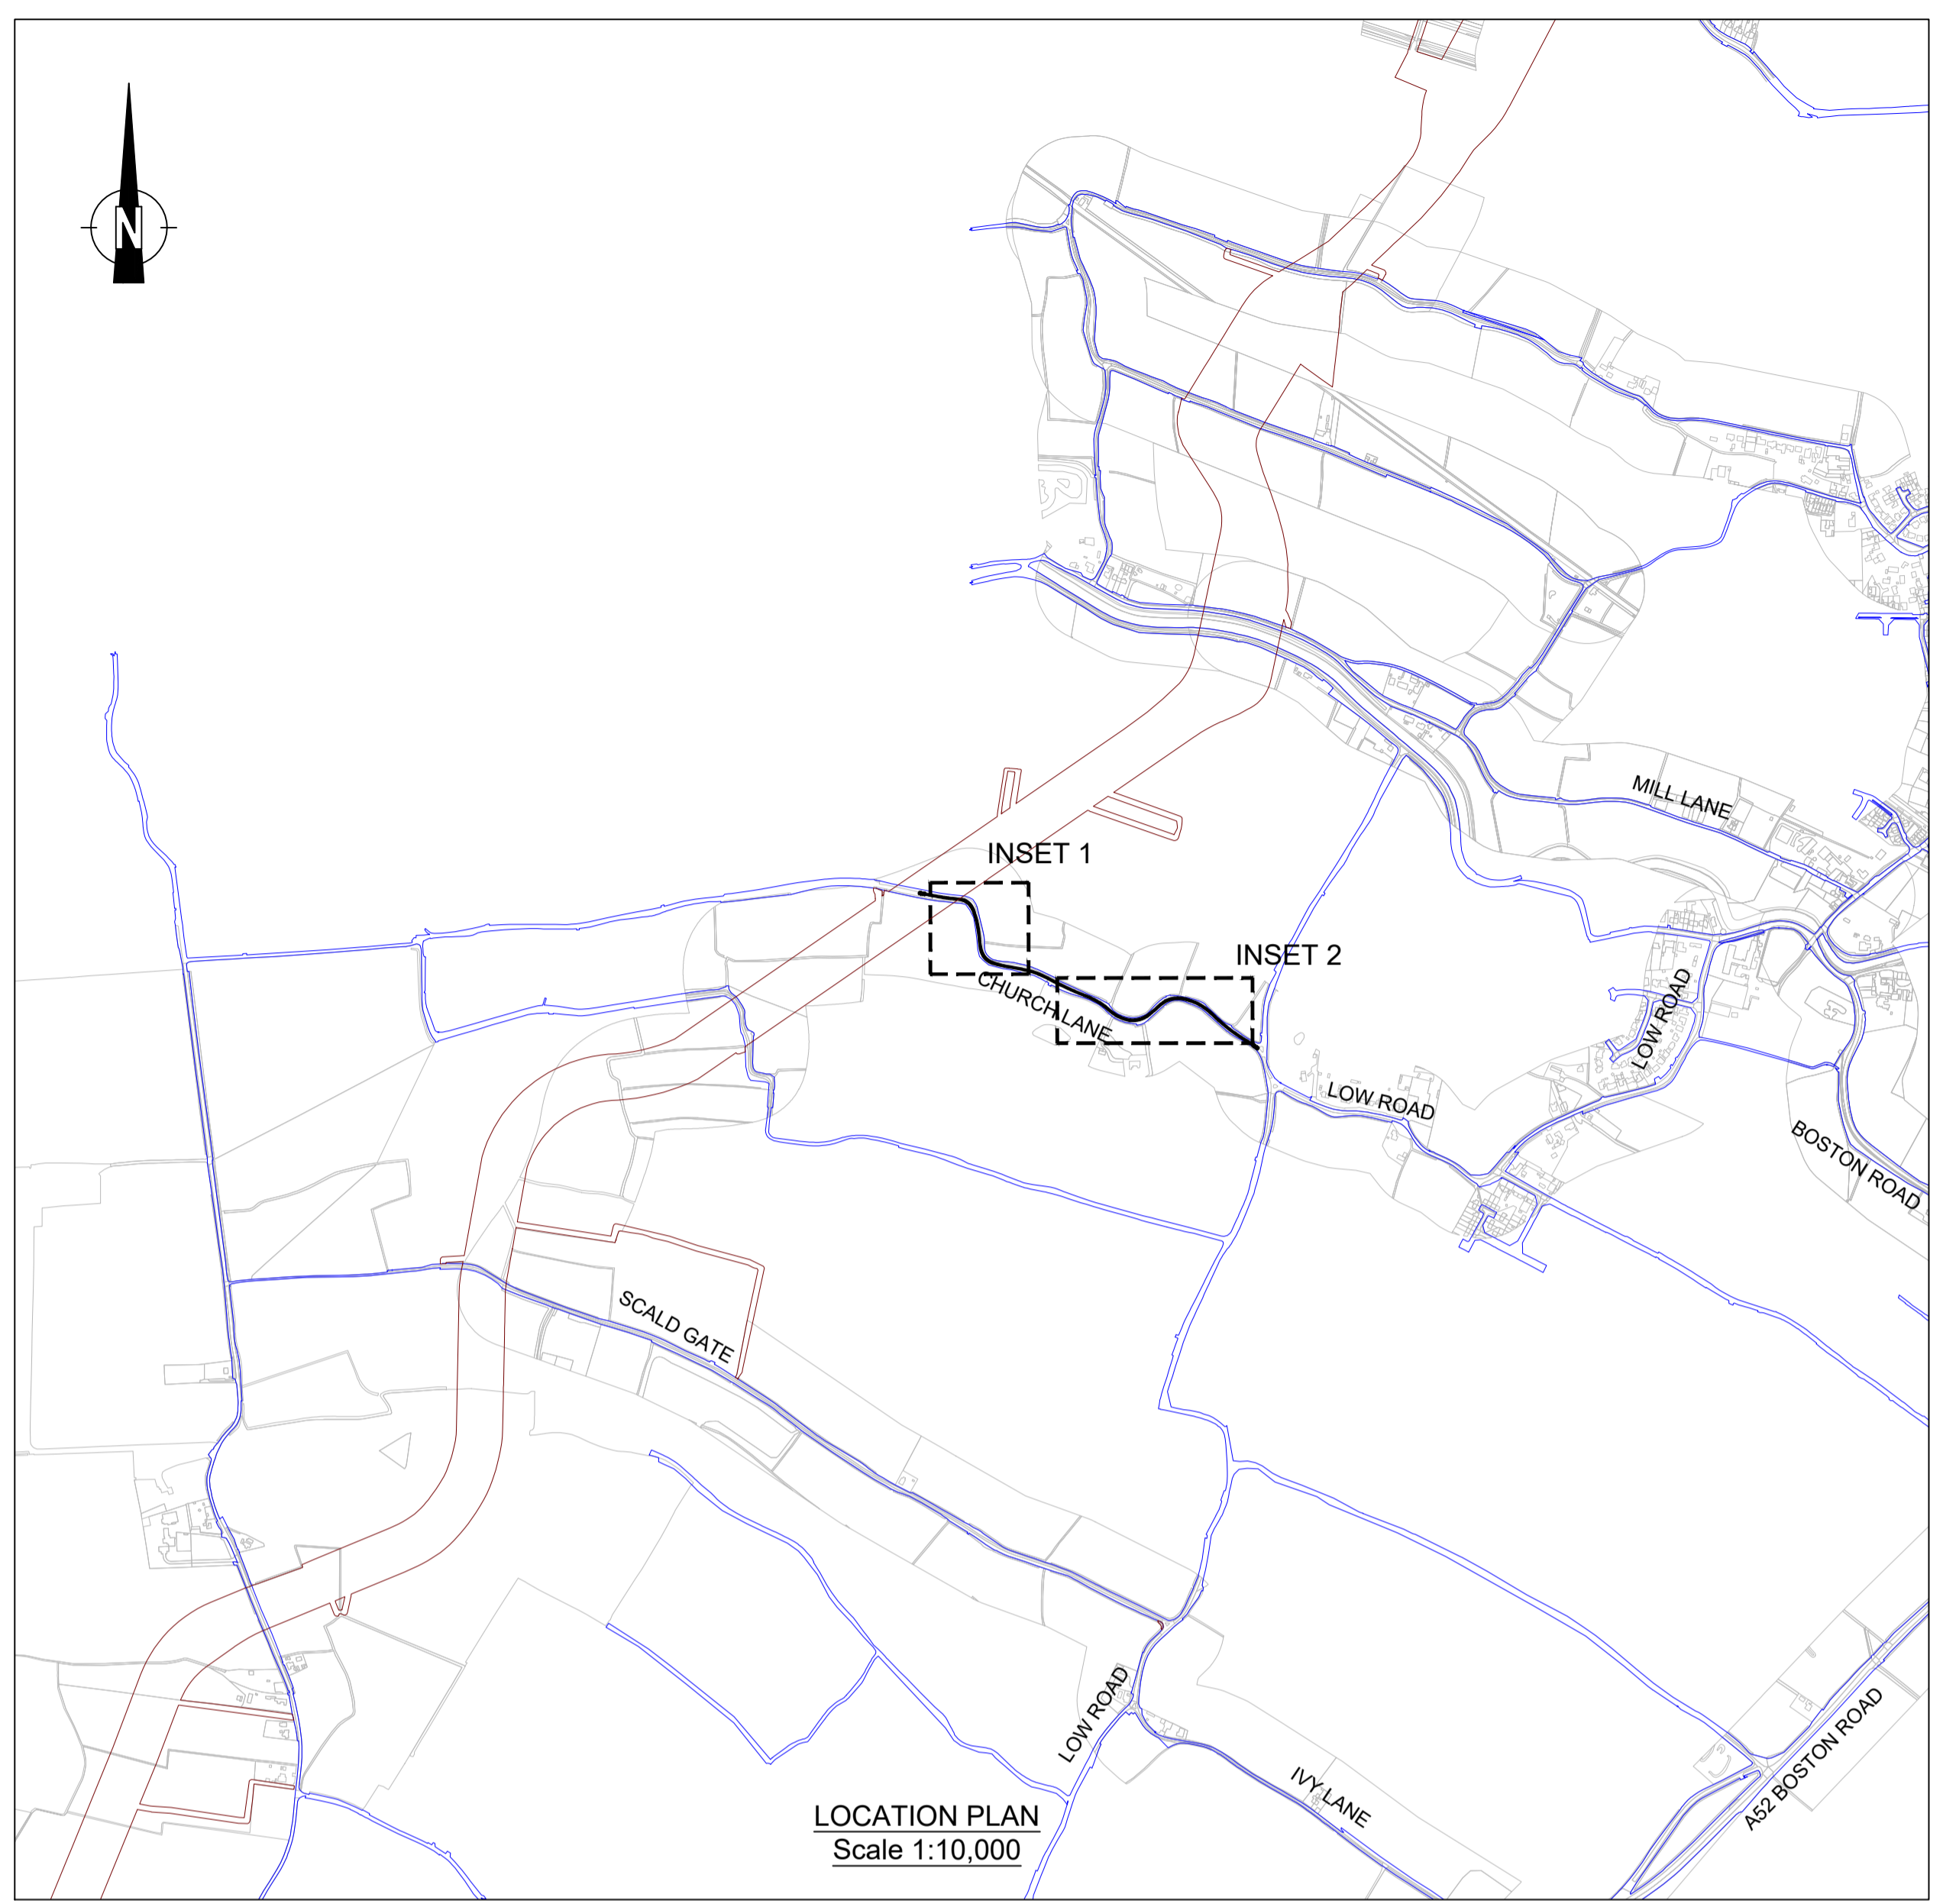 N
MILL LANE
INSET 1
INSET 2
CHURCH LANE
LOW ROAD
LOW ROAD
BOSTON ROAD
SCALD GATE
LOW ROAD
IVY LANE
A52 BOSTON ROAD
LOCATION PLAN
Scale 1:10,000